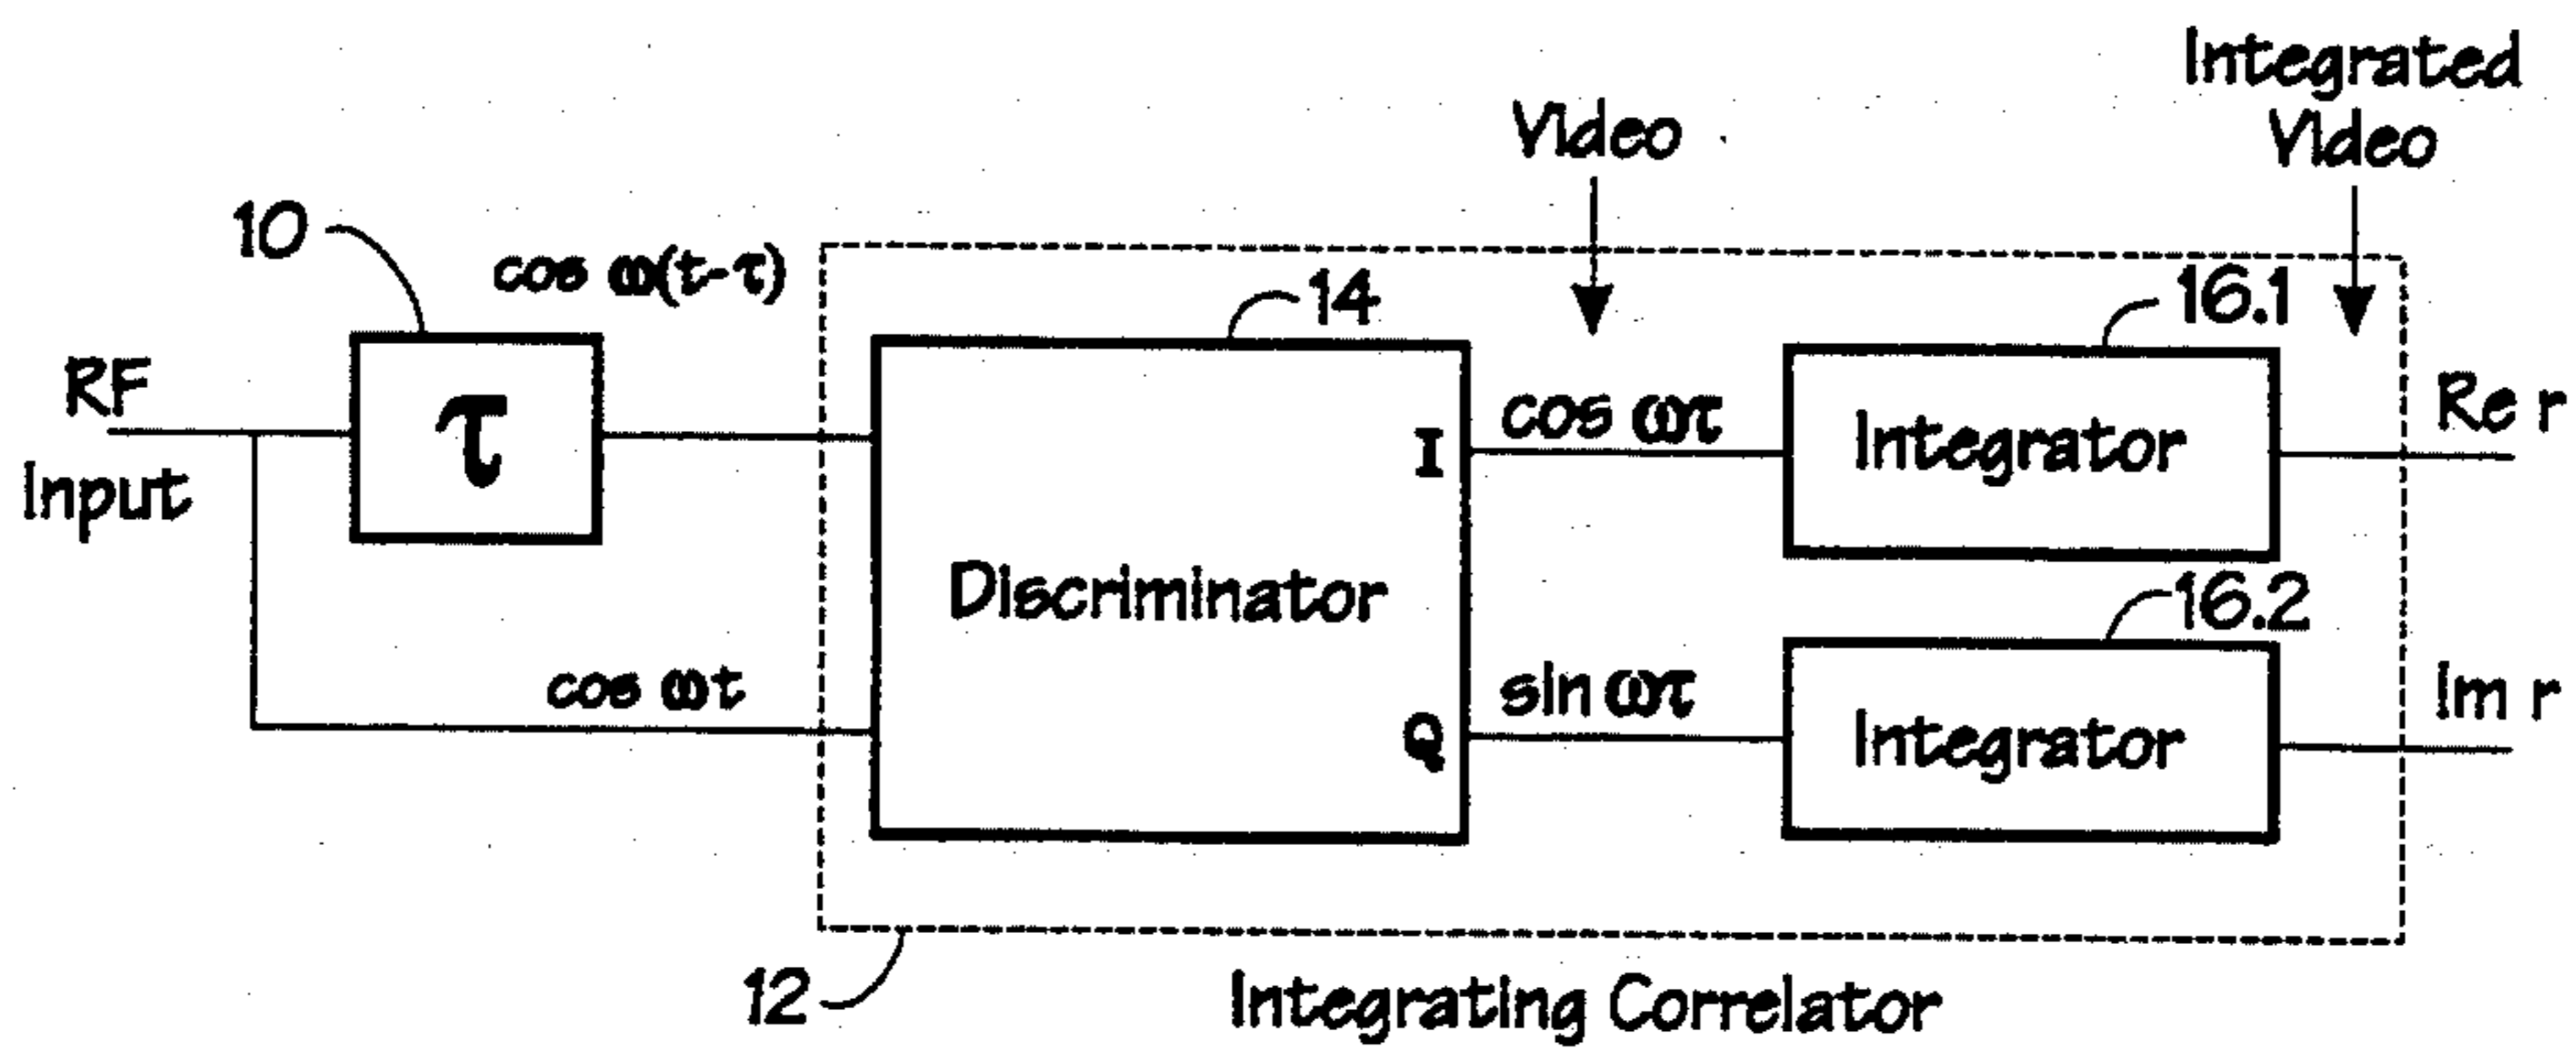 Integrated
Video
Video
10
cos ω(t-τ)
14
16.1
RF
Input
τ
I
cos ωτ
Integrator
Re r
Discriminator
16.2
cos ωt
Q
sin ωτ
Integrator
Im r
12
Integrating Correlator